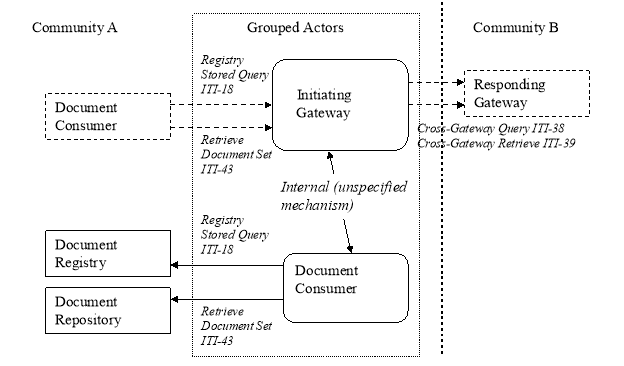 Community A
Grouped Actors
Community B
Registry
Stored Query
ITI-18
Document
Consumer
Initiating
Gateway
Responding
Gateway
Retrieve
Document Set
ITI-43
Cross-Gateway Query ITI-38
Cross-Gateway Retrieve ITI-39
Internal (unspecified
mechanism)
Registry
Stored Query
ITI-18
Document
Registry
Document
Consumer
Document
Repository
Retrieve
Document Set
ITI-43